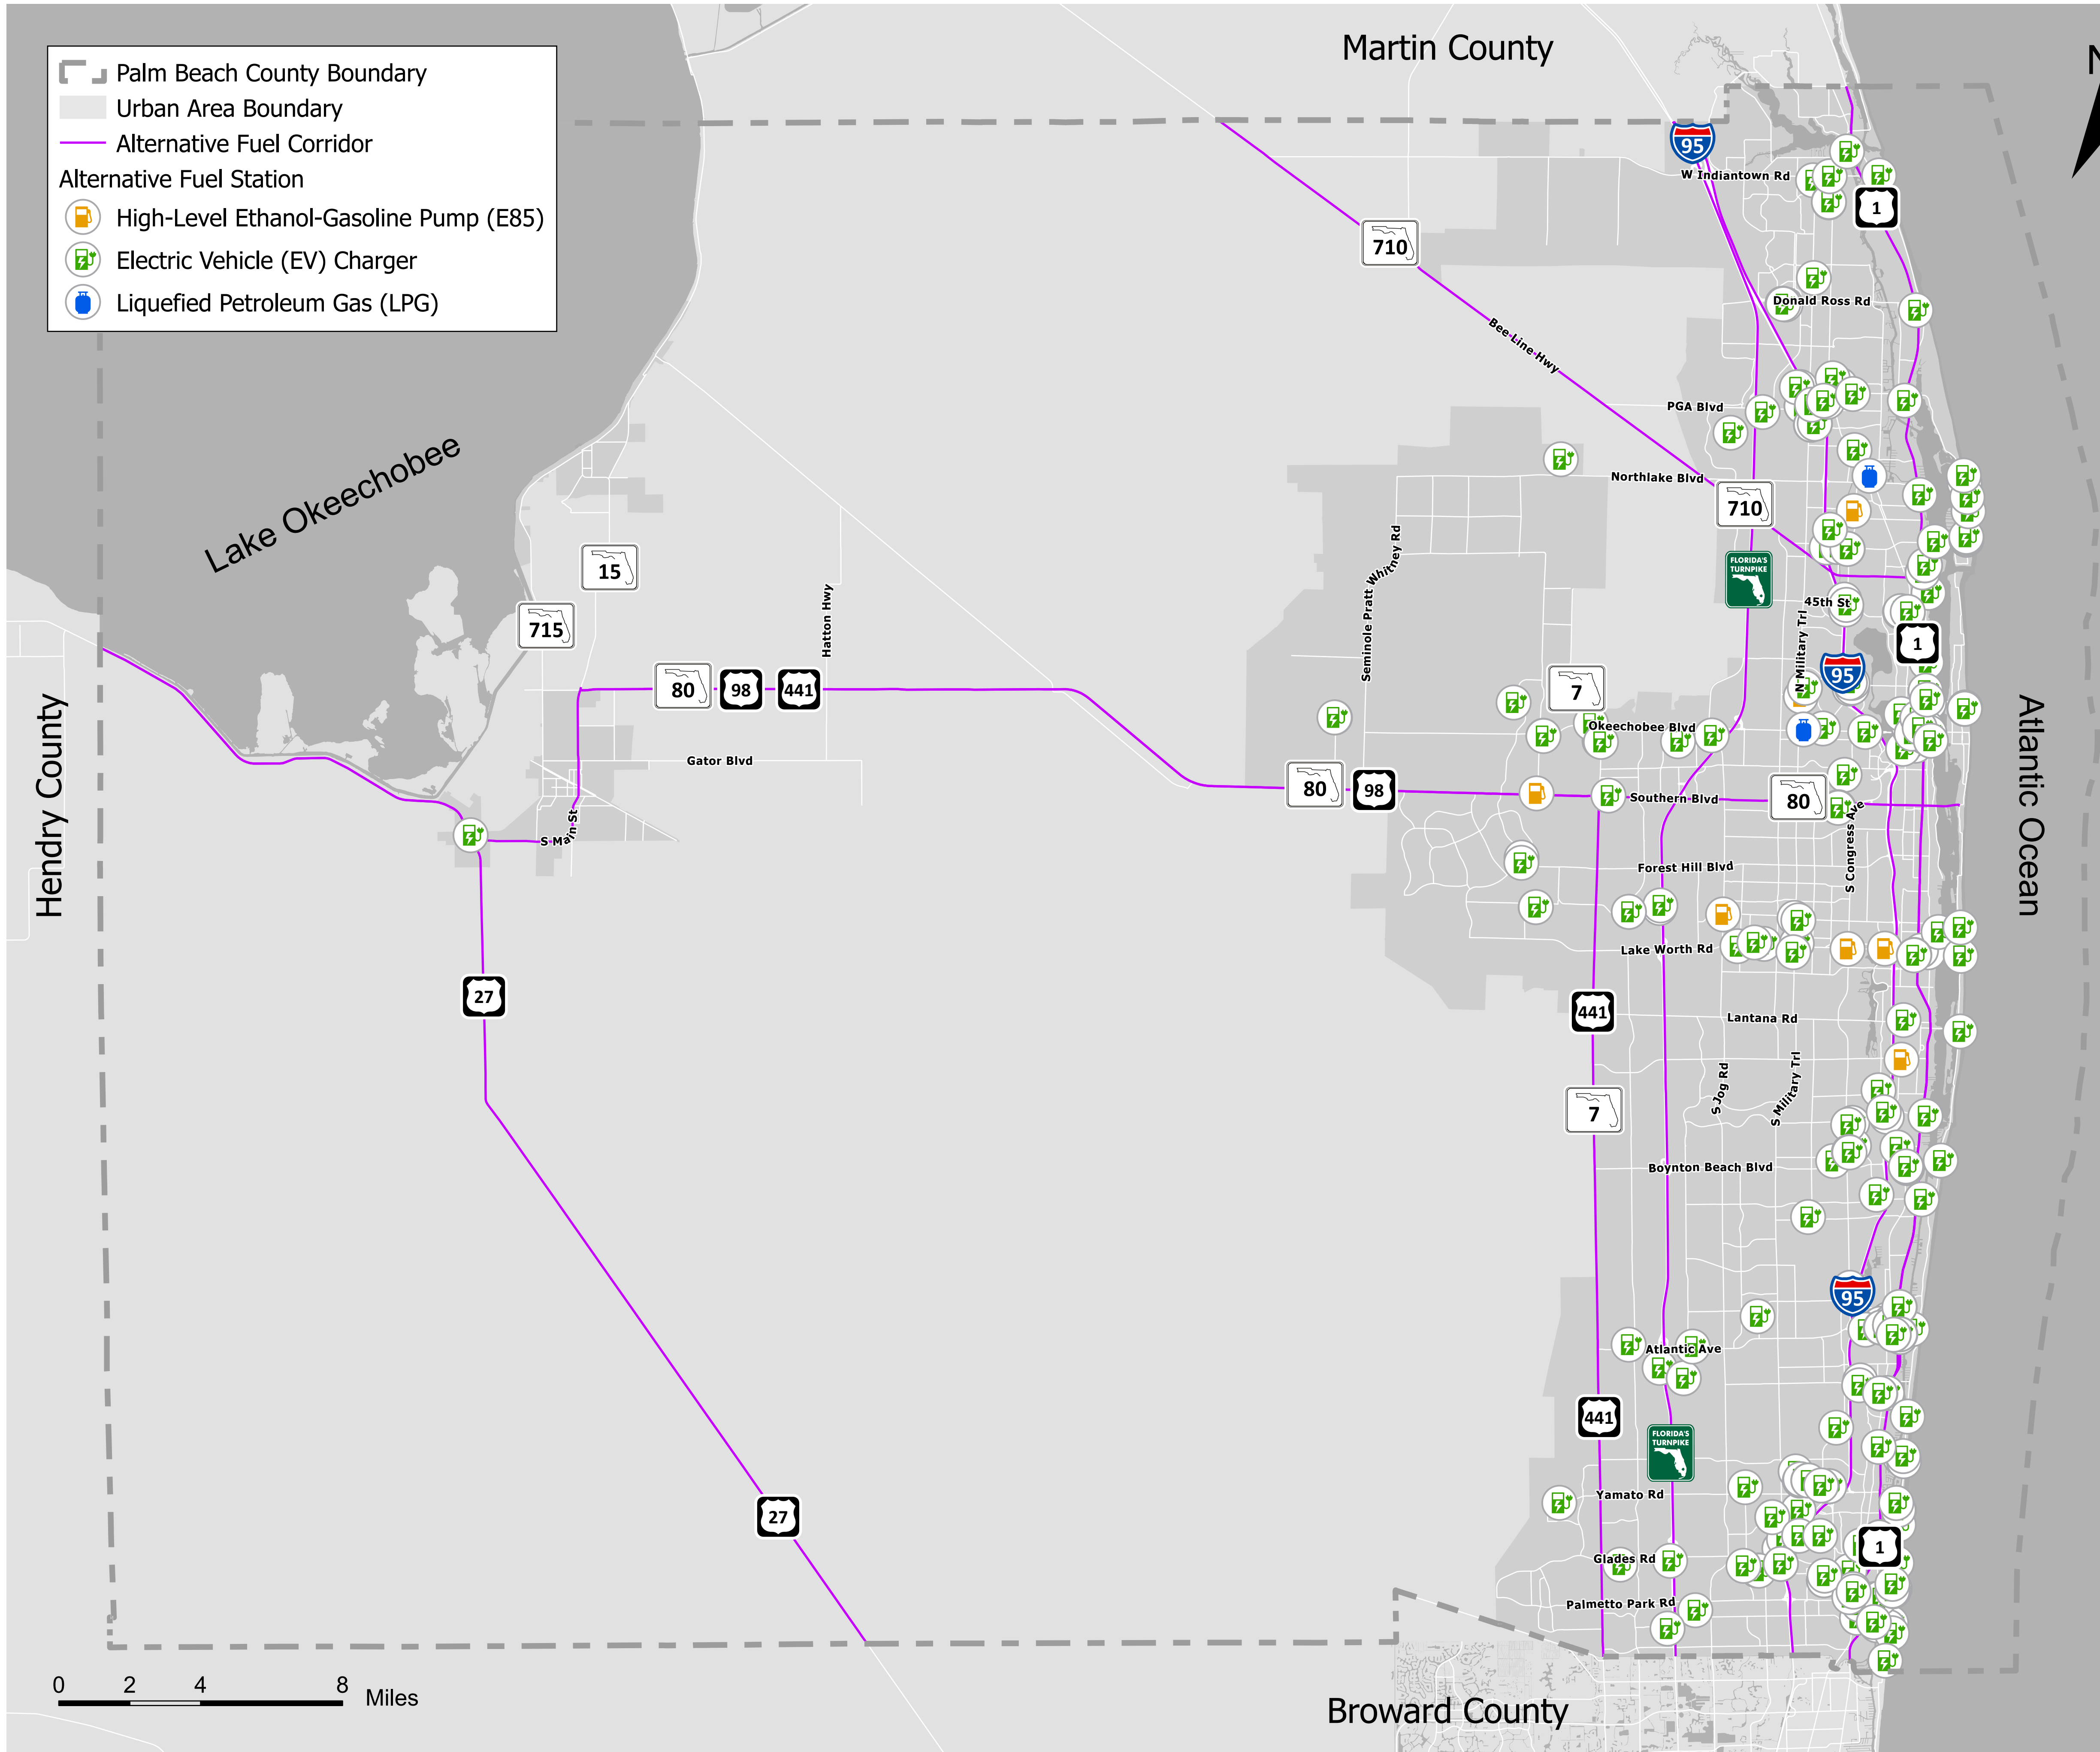 Palm Beach County Boundary
Urban Area Boundary
Alternative Fuel Corridor
Alternative Fuel Station
High-Level Ethanol-Gasoline Pump (E85)
Electric Vehicle (EV) Charger
Liquefied Petroleum Gas (LPG)
Martin County
N
95
W Indiantown Rd
1
710
Donald Ross Rd
Bee Line Hwy
PGA Blvd
Lake Okeechobee
Northlake Blvd
710
Seminole Pratt Whitney Rd
15
FLORIDA'S
TURNPIKE
45th St
Hatton Hwy
715
N Military Trl
1
95
80
98
441
7
Okeechobee Blvd
Hendry County
Atlantic Ocean
Gator Blvd
80
98
Southern Blvd
80
S Main St
S Congress Ave
Forest Hill Blvd
Lake Worth Rd
27
441
Lantana Rd
S Jog Rd
S Military Trl
7
Boynton Beach Blvd
95
Atlantic Ave
441
FLORIDA'S
TURNPIKE
Yamato Rd
27
Glades Rd
1
Palmetto Park Rd
0 2 4 8
Miles
Broward County